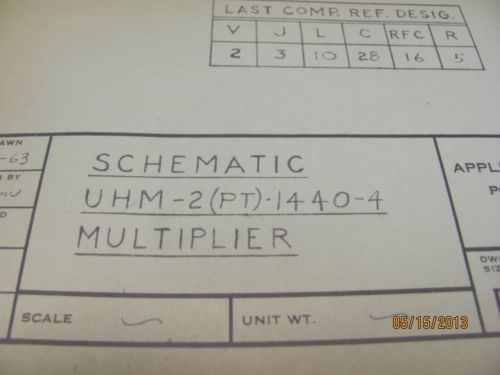 LAST COMP. REF. DESIG.
V J L C RFC R
2 3 10 28 16 5
AWN
-63
N BY
D
SCHEMATIC
UHM-2(PT)-1440-4
MULTIPLIER
APPL
P
DWG
SIZ
SCALE
UNIT WT.
05/15/2013